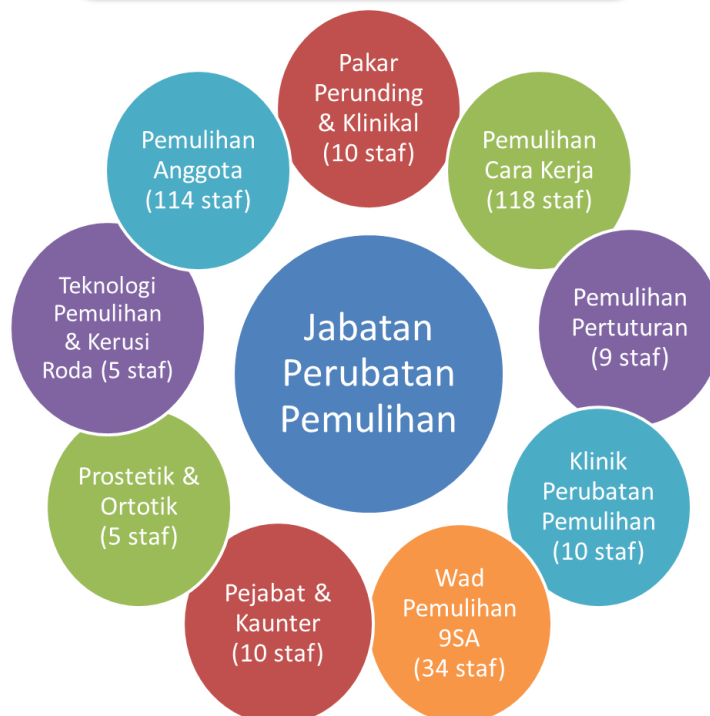 Pakar
Perunding
& Klinikal
(10 staf)
Pemulihan
Cara Kerja
(118 staf)
Pemulihan
Pertuturan
(9 staf)
Klinik
Perubatan
Pemulihan
(10 staf)
Wad
Pemulihan
9SA
(34 staf)
Pejabat &
Kaunter
(10 staf)
Prostetik &
Ortotik
(5 staf)
Teknologi
Pemulihan
& Kerusi
Roda (5 staf)
Pemulihan
Anggota
(114 staf)
Jabatan
Perubatan
Pemulihan